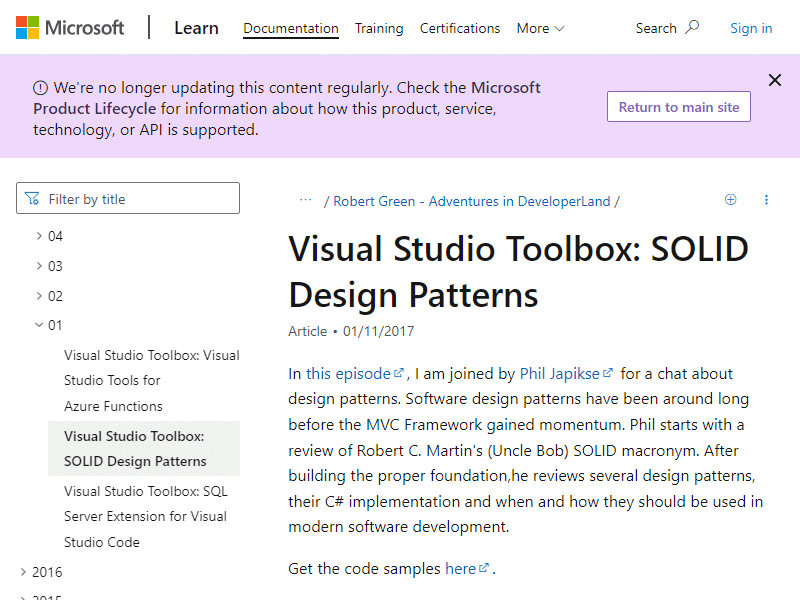 Microsoft
Learn
Documentation
Training
Certifications
More
Search
Sign in
We're no longer updating this content regularly. Check the Microsoft
Product Lifecycle for information about how this product, service,
technology, or API is supported.
Return to main site
Filter by title
04
03
02
01
Visual Studio Toolbox: Visual
Studio Tools for
Azure Functions
Visual Studio Toolbox:
SOLID Design Patterns
Visual Studio Toolbox: SQL
Server Extension for Visual
Studio Code
2016
2015
··· / Robert Green - Adventures in DeveloperLand /
Visual Studio Toolbox: SOLID
Design Patterns
Article • 01/11/2017
In this episode, I am joined by Phil Japikse for a chat about
design patterns. Software design patterns have been around long
before the MVC Framework gained momentum. Phil starts with a
review of Robert C. Martin's (Uncle Bob) SOLID macronym. After
building the proper foundation,he reviews several design patterns,
their C# implementation and when and how they should be used in
modern software development.
Get the code samples here.